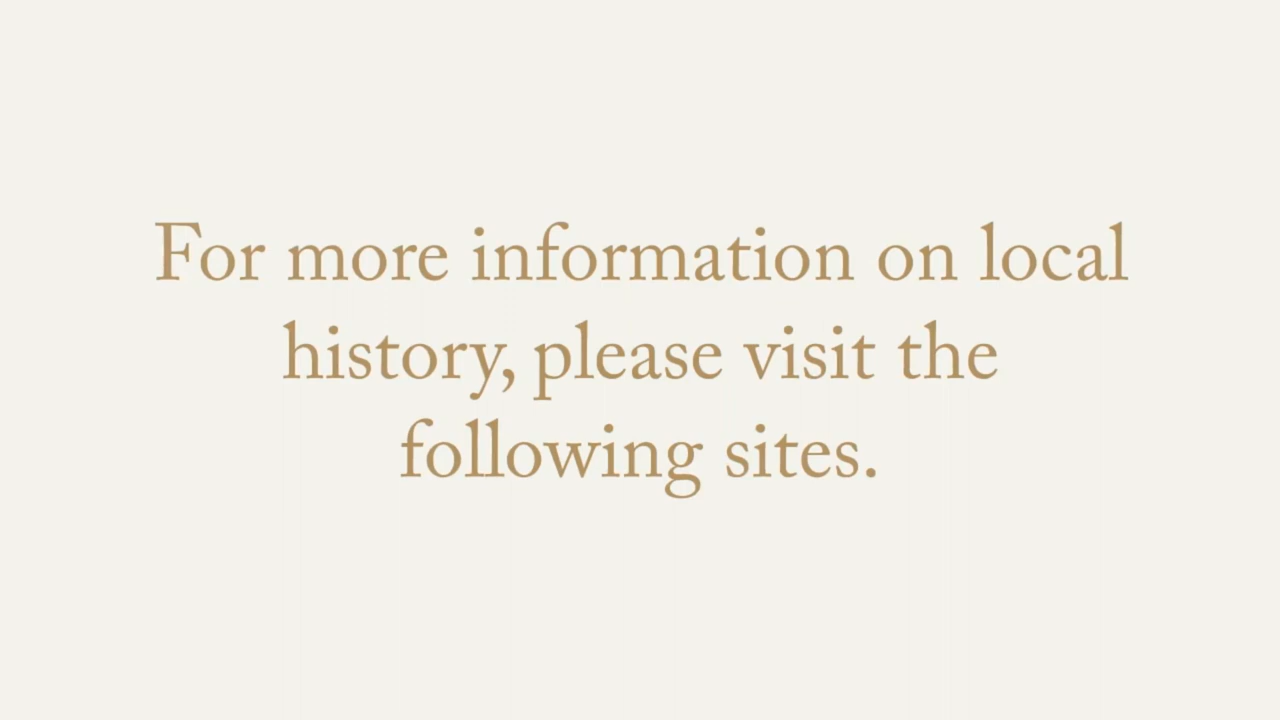 For more information on local
history, please visit the
following sites.